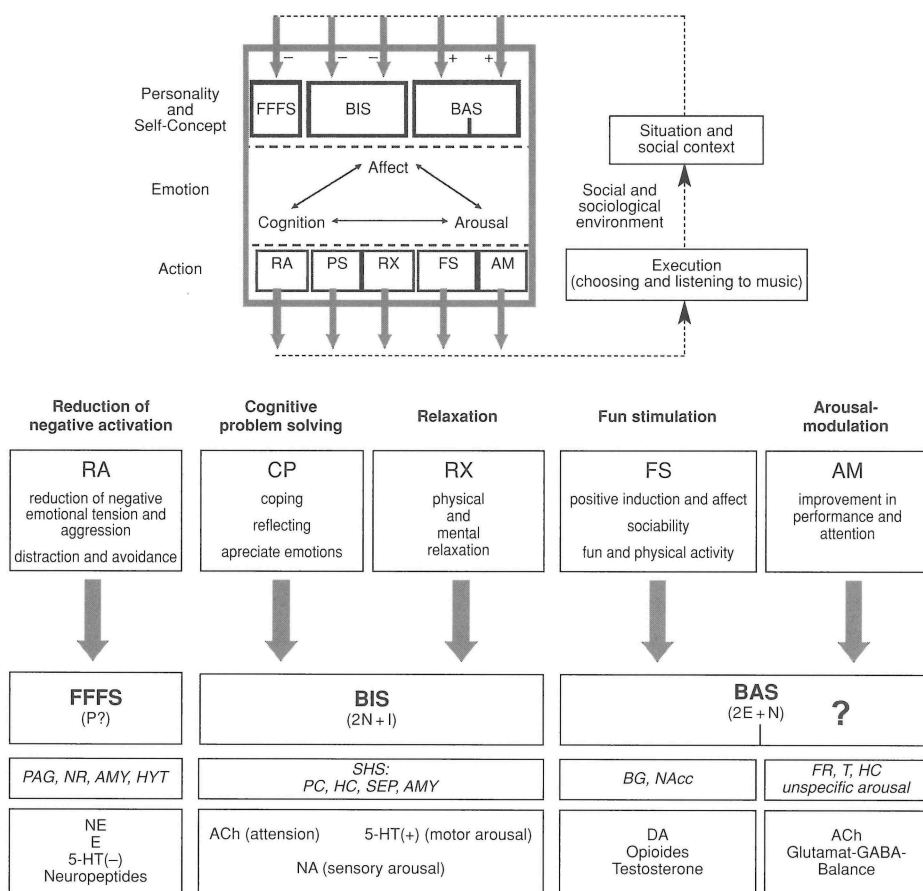 – – – + +
Personality
and
Self-Concept
FFFS BIS BAS
Situation and
social context
Emotion
Affect
Cognition Arousal
Social and
sociological
environment
Action
RA PS RX FS AM
Execution
(choosing and listening to music)
Reduction of
negative activation
Cognitive
problem solving
Relaxation
Fun stimulation
Arousal-
modulation
RA
reduction of negative
emotional tension and
aggression
distraction and avoidance
CP
coping
reflecting
apreciate emotions
RX
physical
and
mental
relaxation
FS
positive induction and affect
sociability
fun and physical activity
AM
improvement in
performance and
attention
FFFS
(P?)
BIS
(2N + I)
BAS
(2E + N)
?
PAG, NR, AMY, HYT
SHS:
PC, HC, SEP, AMY
BG, NAcc
FR, T, HC
unspecific arousal
NE
E
5-HT(–)
Neuropeptides
ACh (attension) 5-HT(+) (motor arousal)
NA (sensory arousal)
DA
Opioides
Testosterone
ACh
Glutamat-GABA-
Balance